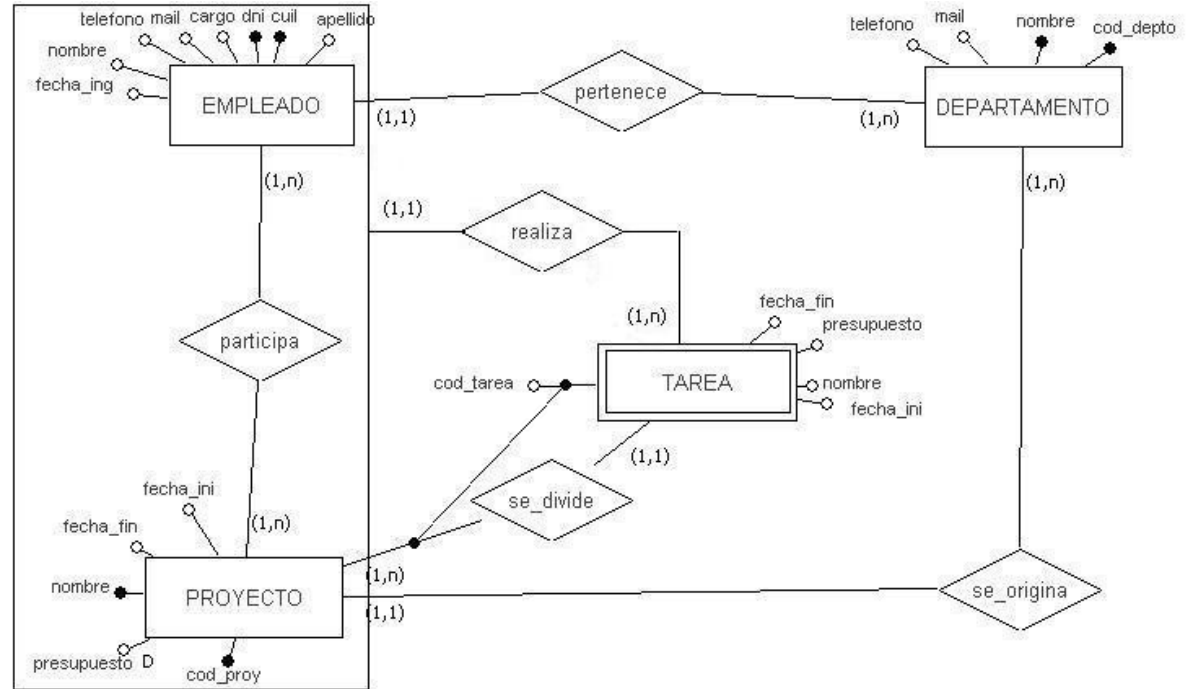 telefono mail cargo dni cuil apellido
nombre
fecha_ing
EMPLEADO
(1,1)
pertenece
telefono mail nombre cod_depto
DEPARTAMENTO
(1,n)
(1,n)
(1,n)
(1,1)
realiza
(1,n)
participa
fecha_fin
presupuesto
cod_tarea
TAREA
nombre
fecha_ini
(1,1)
se_divide
fecha_ini
fecha_fin
(1,n)
nombre
PROYECTO
(1,n)
(1,1)
se_origina
presupuesto D
cod_proy